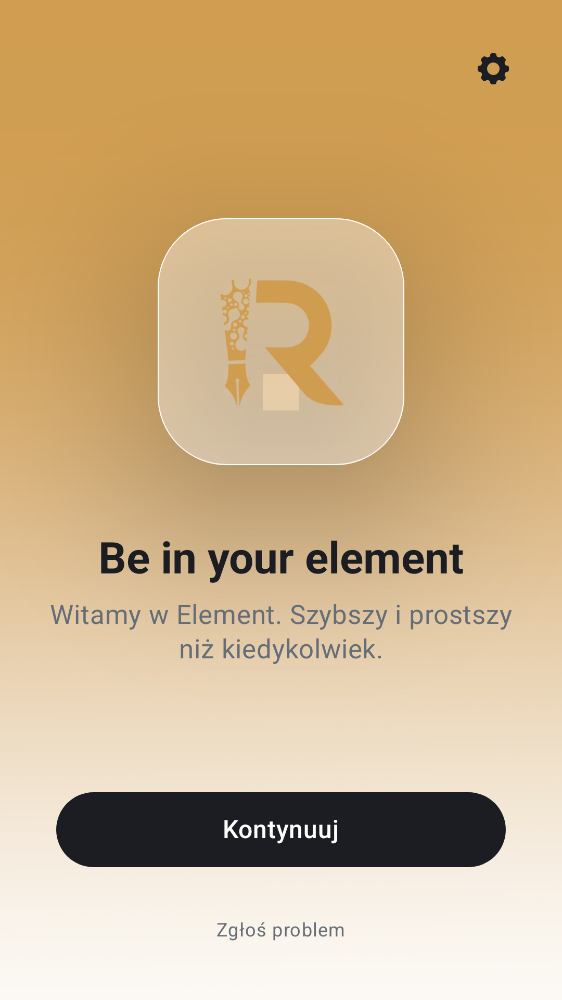 R
Be in your element
Witamy w Element. Szybszy i prostszy
niż kiedykolwiek.
Kontynuuj
Zgłoś problem